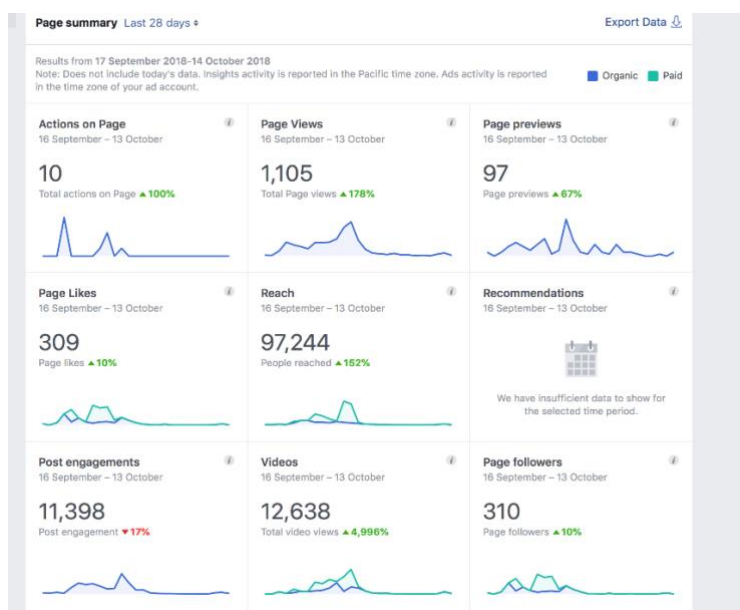 Page summary Last 28 days
Export Data
Results from 17 September 2018-14 October 2018
Note: Does not include today's data. Insights activity is reported in the Pacific time zone. Ads activity is reported
in the time zone of your ad account.
Organic Paid
Actions on Page
16 September – 13 October
10
Total actions on Page ▲100%
Page Views
16 September – 13 October
1,105
Total Page views ▲178%
Page previews
16 September – 13 October
97
Page previews ▲67%
Page Likes
16 September – 13 October
309
Page likes ▲10%
Reach
16 September – 13 October
97,244
People reached ▲152%
Recommendations
16 September – 13 October
We have insufficient data to show for
the selected time period.
Post engagements
16 September – 13 October
11,398
Post engagement ▼17%
Videos
16 September – 13 October
12,638
Total video views ▲4,996%
Page followers
16 September – 13 October
310
Page followers ▲10%